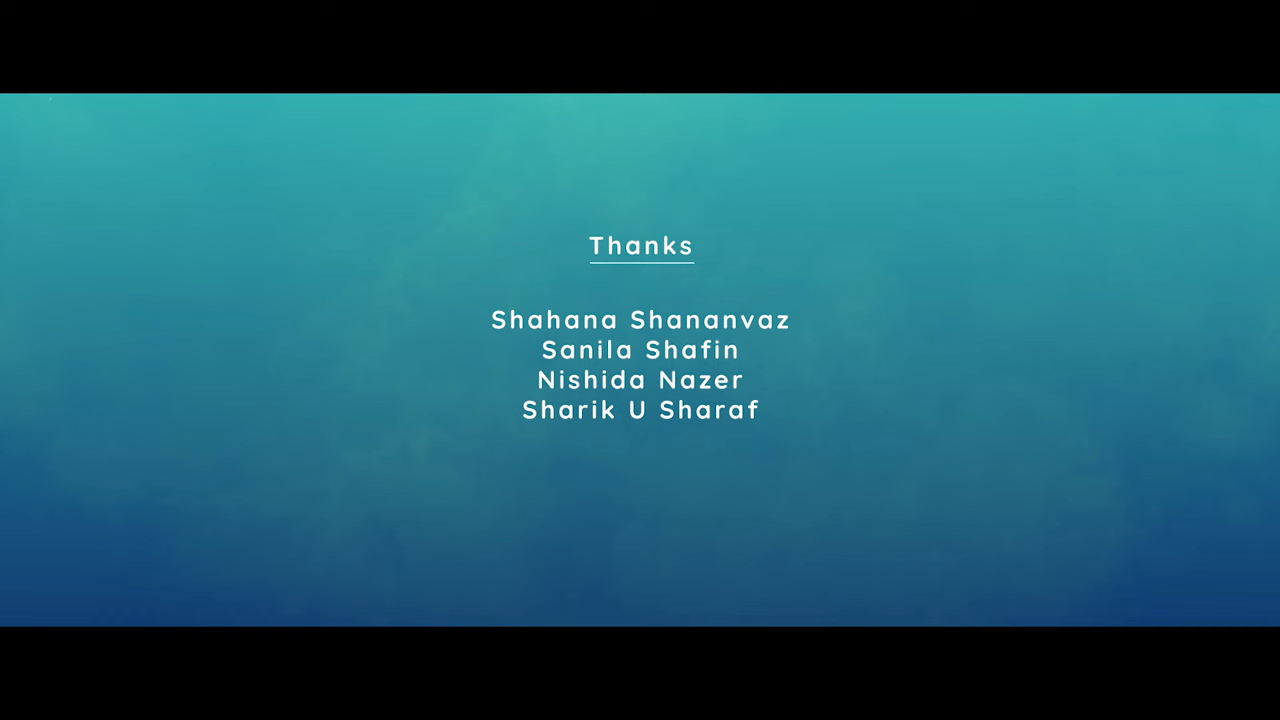 Thanks
Shahana Shananvaz
Sanila Shafin
Nishida Nazer
Sharik U Sharaf